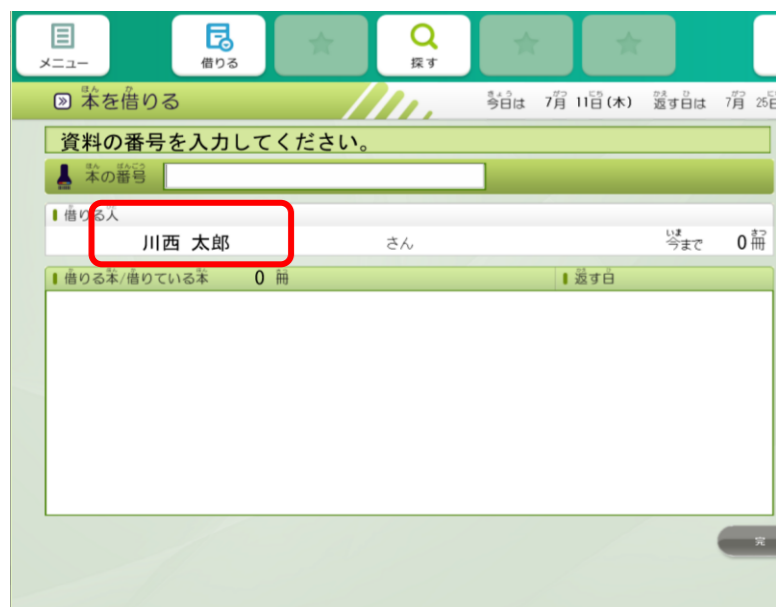 メニュー
借りる
探す
本を借りる
今日は 7月 11日(木) 返す日は 7月 25日
資料の番号を入力してください。
本の番号
借りる人
川西 太郎 さん 今まで 0冊
借りる本/借りている本 0 冊 返す日
完